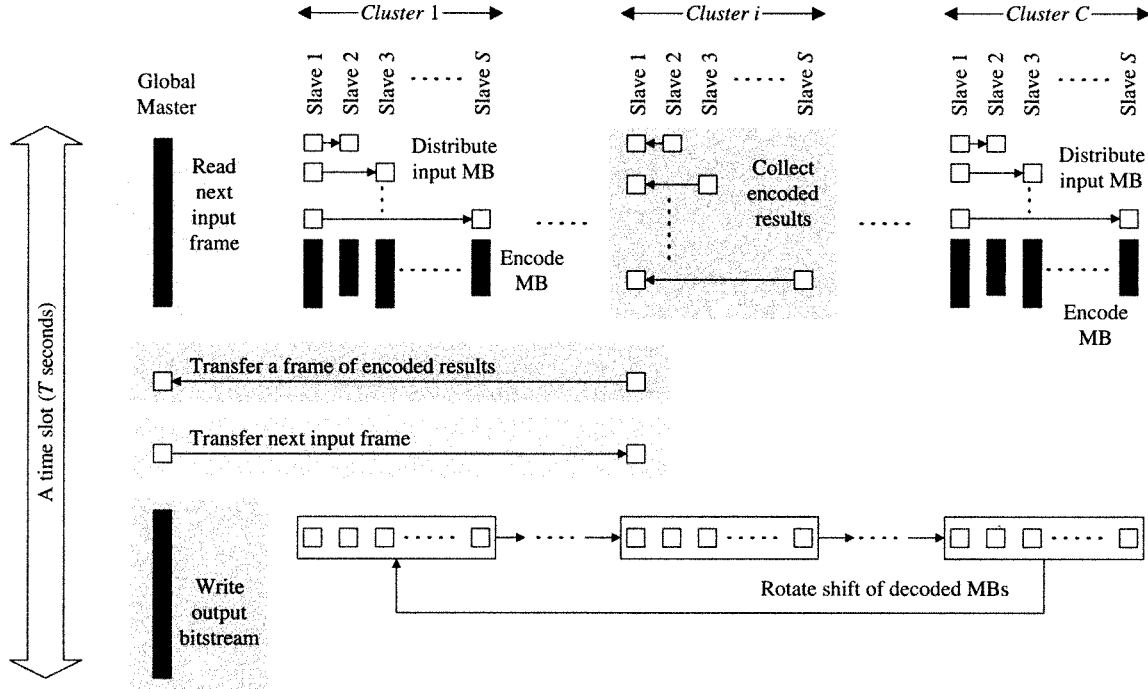 Cluster 1
Cluster i
Cluster C
Global
Master
Slave 1
Slave 2
Slave 3
Slave S
Slave 1
Slave 2
Slave 3
Slave S
Slave 1
Slave 2
Slave 3
Slave S
A time slot (T seconds)
Read
next
input
frame
Distribute
input MB
Encode
MB
Collect
encoded
results
Distribute
input MB
Encode
MB
Transfer a frame of encoded results
Transfer next input frame
Write
output
bitstream
Rotate shift of decoded MBs